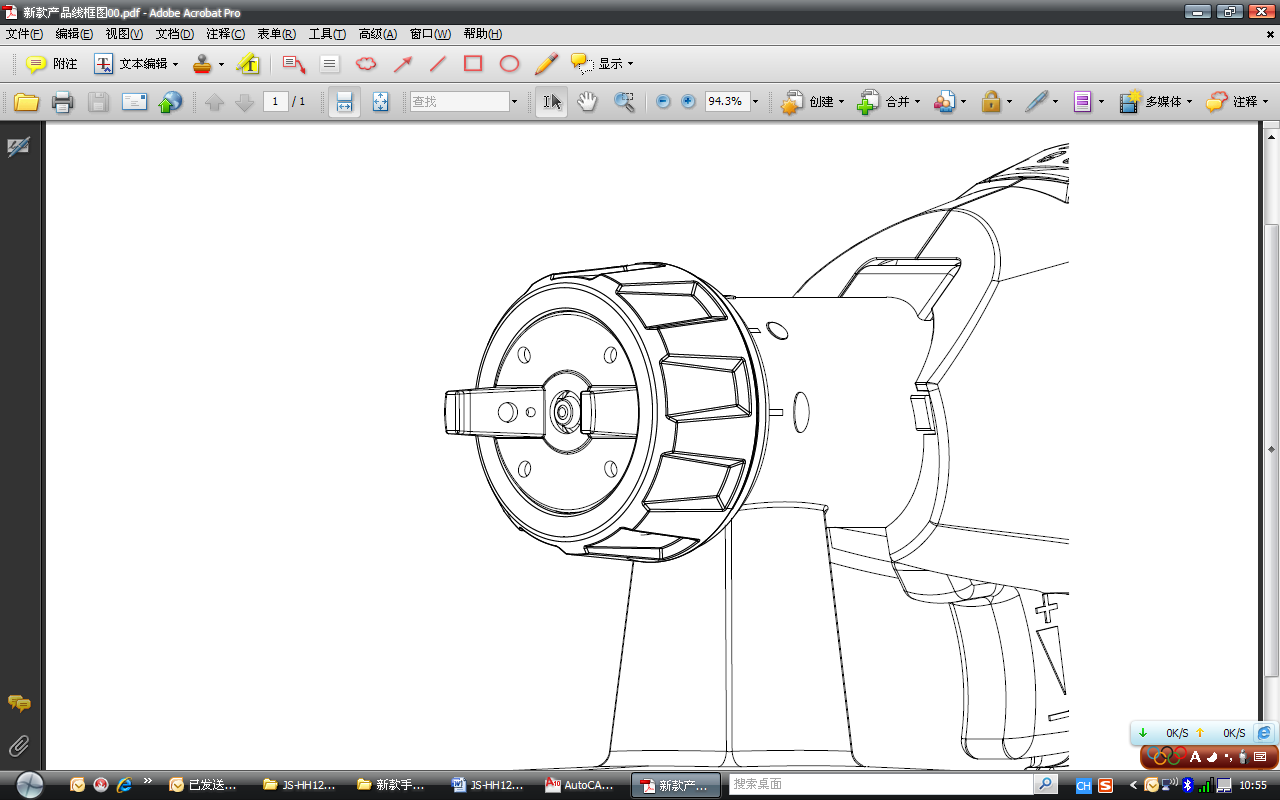 新款产品线框图00.pdf - Adobe Acrobat Pro
文件(F) 编辑(E) 视图(V) 文档(D) 注释(C) 表单(R) 工具(T) 高级(A) 窗口(W) 帮助(H)
附注 文本编辑 显示
1 / 1 查找 94.3% 创建 合并 多媒体 注释
0K/S 0K/S
A
已发送... JS-HH12... 新款手... JS-HH12... AutoCA... 新款产... 搜索桌面 CH S 10:55